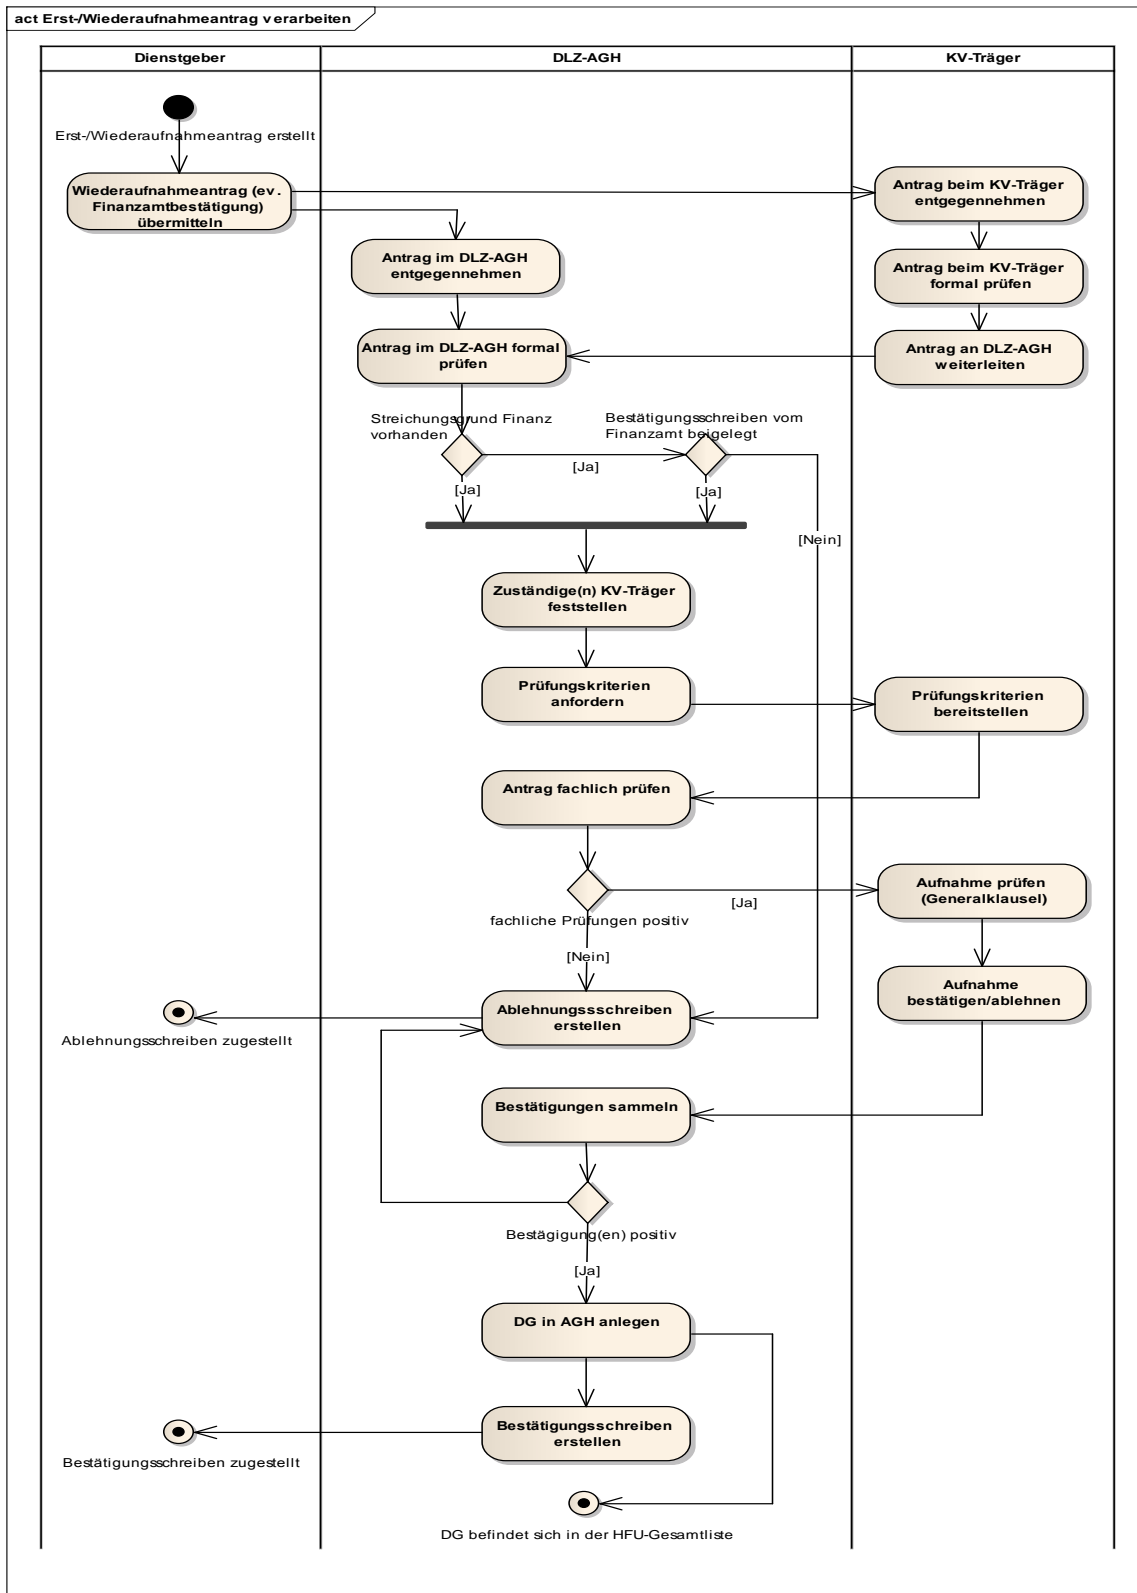 act Erst-/Wiederaufnahmeantrag verarbeiten
Dienstgeber
DLZ-AGH
KV-Träger
Erst-/Wiederaufnahmeantrag erstellt
Wiederaufnahmeantrag (ev.
Finanzamtbestätigung)
übermitteln
Antrag beim KV-Träger
entgegennehmen
Antrag im DLZ-AGH
entgegennehmen
Antrag beim KV-Träger
formal prüfen
Antrag im DLZ-AGH formal
prüfen
Antrag an DLZ-AGH
weiterleiten
Streichungsgrund Finanz
vorhanden
Bestätigungsschreiben vom
Finanzamt beigelegt
[Ja]
[Ja]
[Ja]
[Nein]
Zuständige(n) KV-Träger
feststellen
Prüfungskriterien
anfordern
Prüfungskriterien
bereitstellen
Antrag fachlich prüfen
Aufnahme prüfen
(Generalklausel)
[Ja]
fachliche Prüfungen positiv
[Nein]
Aufnahme
bestätigen/ablehnen
Ablehnungssschreiben
erstellen
Ablehnungsschreiben zugestellt
Bestätigungen sammeln
Bestägigung(en) positiv
[Ja]
DG in AGH anlegen
Bestätigungsschreiben
erstellen
Bestätigungsschreiben zugestellt
DG befindet sich in der HFU-Gesamtliste